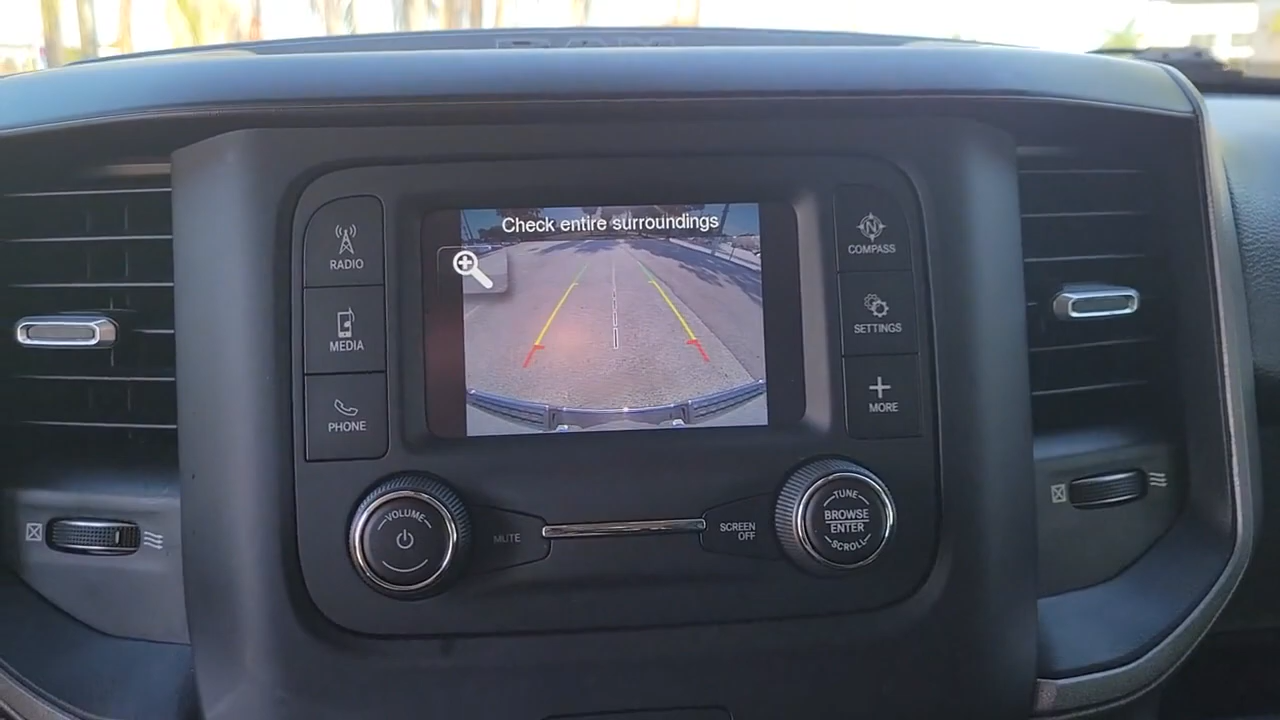 RAM
Check entire surroundings
RADIO
MEDIA
PHONE
N
COMPASS
SETTINGS
MORE
VOLUME
MUTE
SCREEN
OFF
TUNE
BROWSE
ENTER
SCROLL